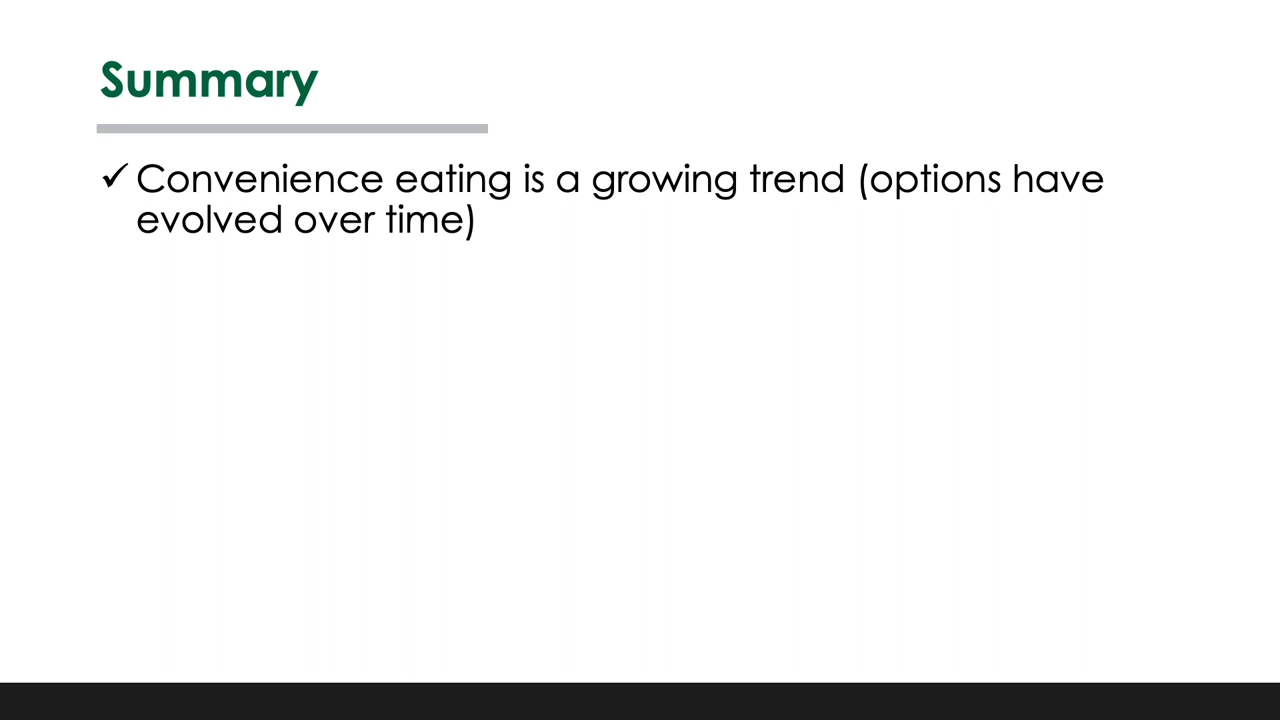 Summary
✓ Convenience eating is a growing trend (options have
evolved over time)